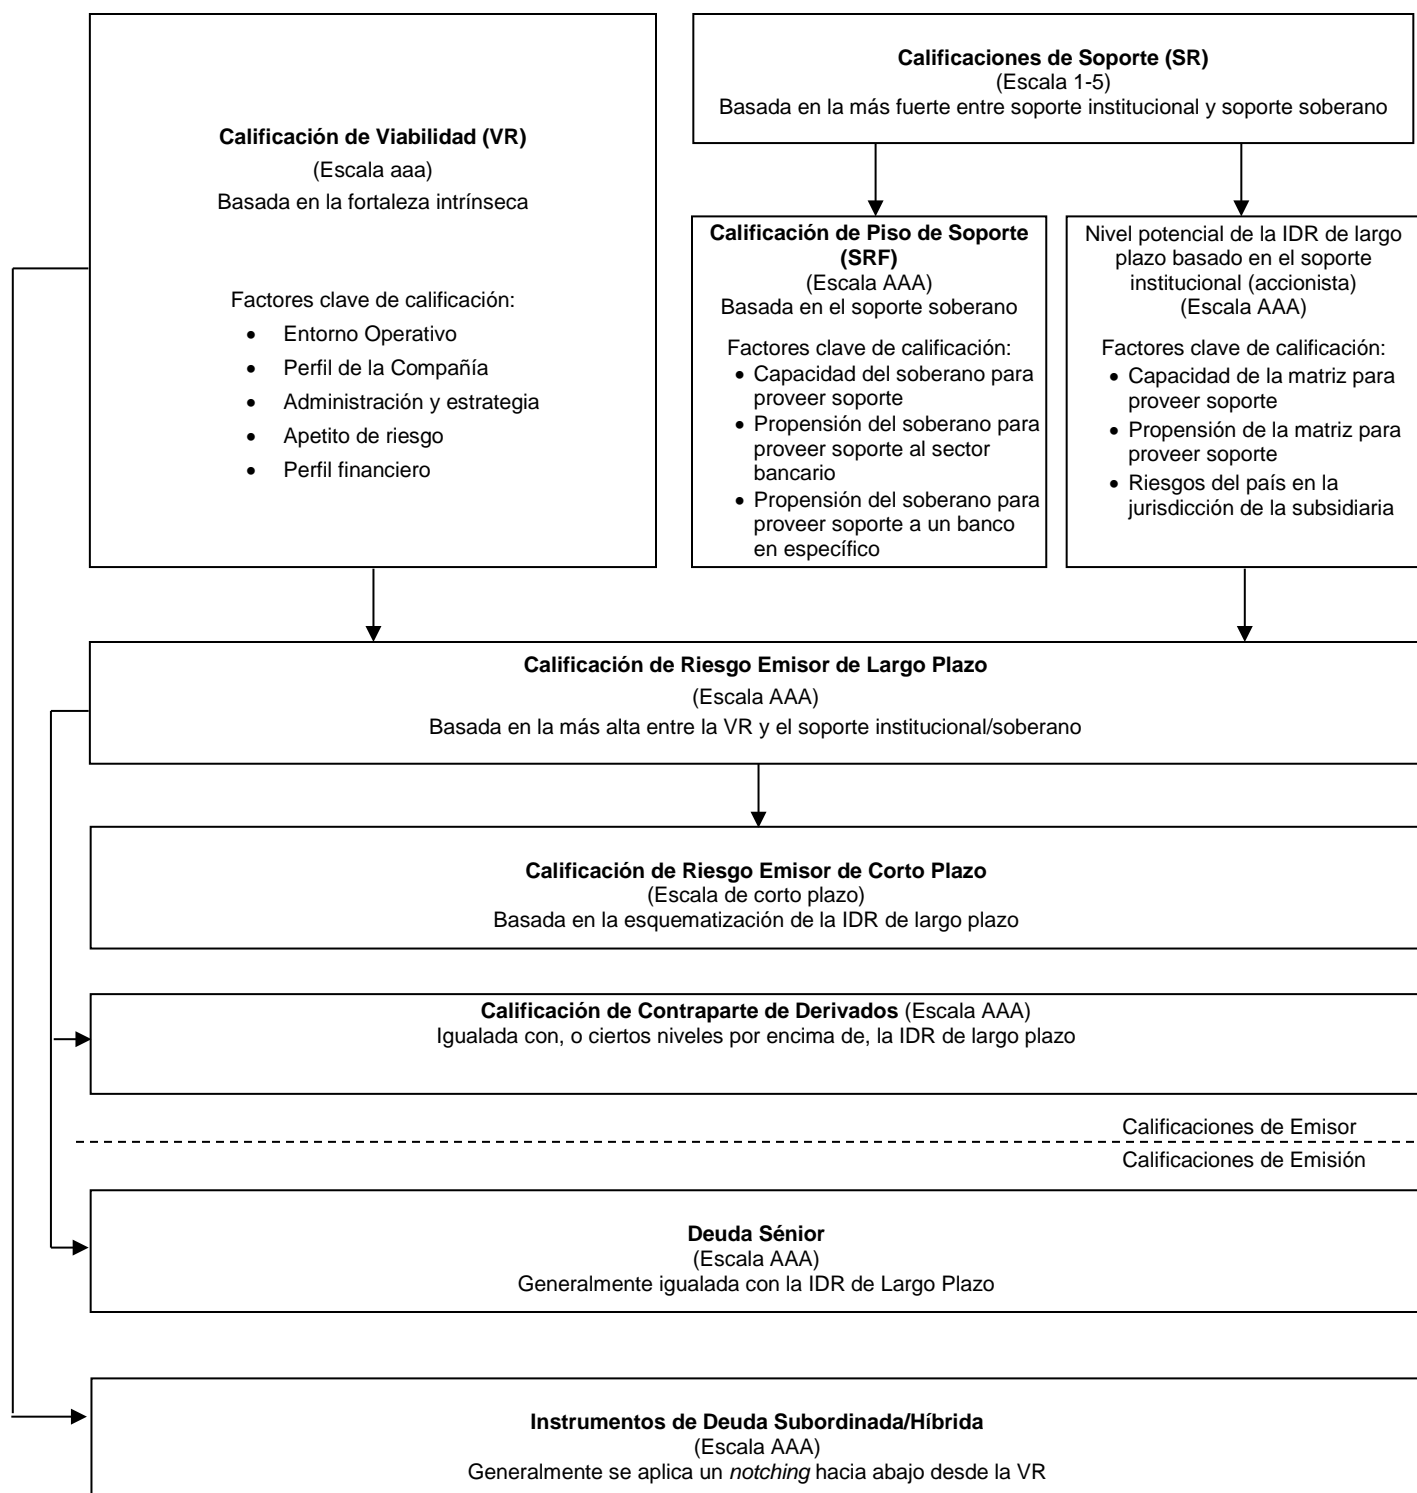 Calificación de Viabilidad (VR)
(Escala aaa)
Basada en la fortaleza intrínseca
Factores clave de calificación:
• Entorno Operativo
• Perfil de la Compañía
• Administración y estrategia
• Apetito de riesgo
• Perfil financiero
Calificaciones de Soporte (SR)
(Escala 1-5)
Basada en la más fuerte entre soporte institucional y soporte soberano
Calificación de Piso de Soporte
(SRF)
(Escala AAA)
Basada en el soporte soberano
Factores clave de calificación:
• Capacidad del soberano para
proveer soporte
• Propensión del soberano para
proveer soporte al sector
bancario
• Propensión del soberano para
proveer soporte a un banco
en específico
Nivel potencial de la IDR de largo
plazo basado en el soporte
institucional (accionista)
(Escala AAA)
Factores clave de calificación:
• Capacidad de la matriz para
proveer soporte
• Propensión de la matriz para
proveer soporte
• Riesgos del país en la
jurisdicción de la subsidiaria
Calificación de Riesgo Emisor de Largo Plazo
(Escala AAA)
Basada en la más alta entre la VR y el soporte institucional/soberano
Calificación de Riesgo Emisor de Corto Plazo
(Escala de corto plazo)
Basada en la esquematización de la IDR de largo plazo
Calificación de Contraparte de Derivados (Escala AAA)
Igualada con, o ciertos niveles por encima de, la IDR de largo plazo
Calificaciones de Emisor
Calificaciones de Emisión
Deuda Sénior
(Escala AAA)
Generalmente igualada con la IDR de Largo Plazo
Instrumentos de Deuda Subordinada/Híbrida
(Escala AAA)
Generalmente se aplica un notching hacia abajo desde la VR